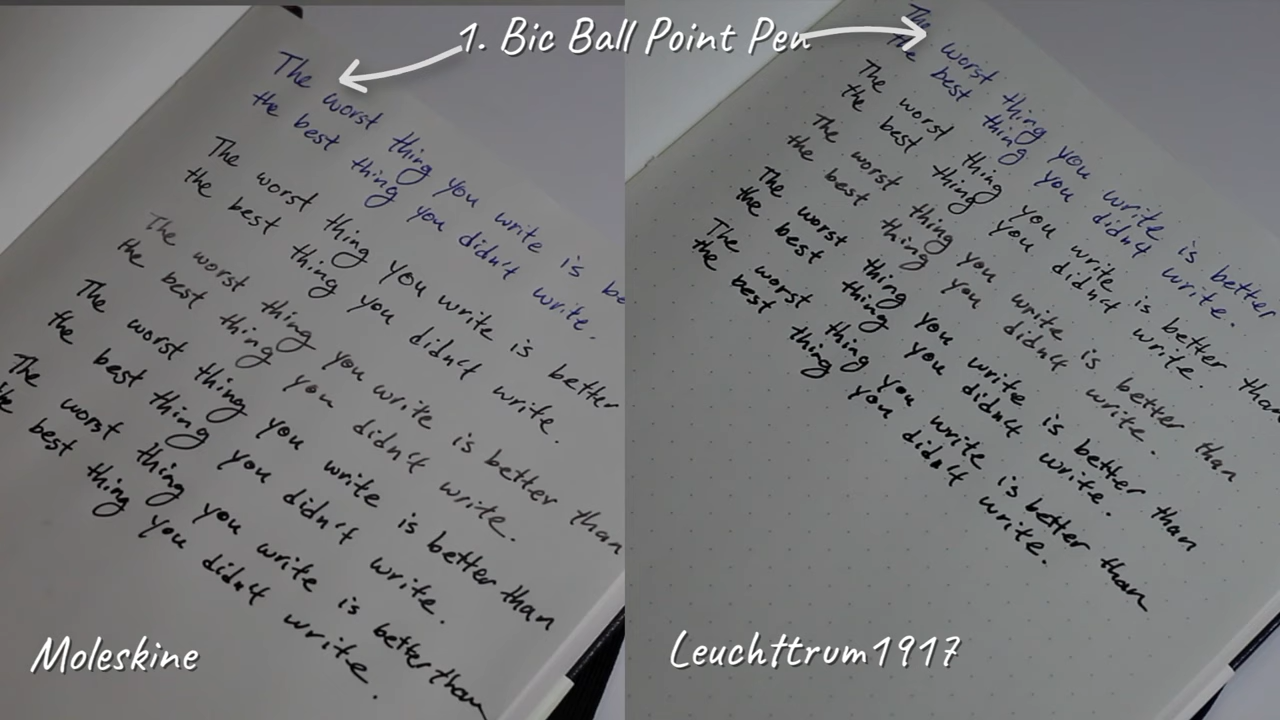 1. Bic Ball Point Pen
The worst thing you write is be
the best thing you didn't write.
The worst thing you write is better
the best thing you didn't write.
The worst thing you write is better than
the best thing you didn't write.
The worst thing you write is better than
the best thing you didn't write.
The worst thing you write is better than
the best thing you didn't write.
Moleskine
The worst thing you write is better
the best thing you didn't write.
The worst thing you write is better than
the best thing you didn't write.
The worst thing you write is better than
the best thing you didn't write.
The worst thing you write is better than
the best thing you didn't write.
The worst thing you write is better than
the best thing you didn't write.
Leuchttrum1917